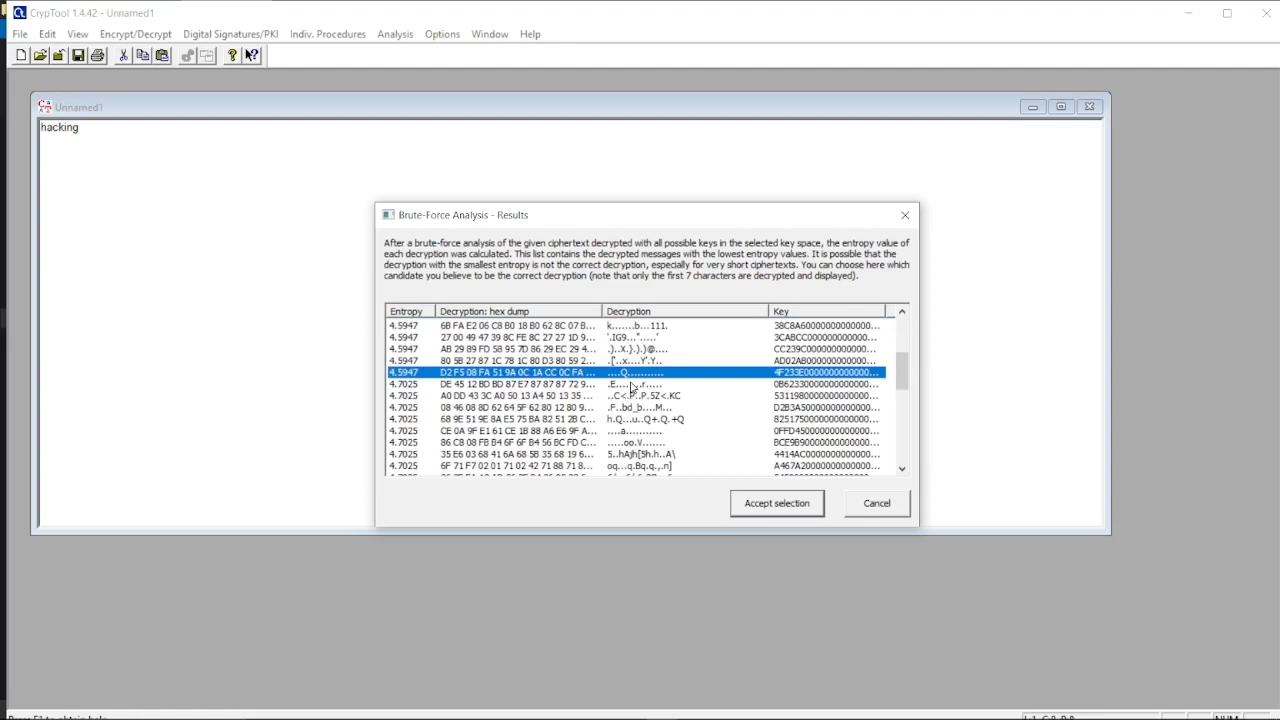 CrypTool 1.4.42 - Unnamed1
File Edit View Encrypt/Decrypt Digital Signatures/PKI Indiv. Procedures Analysis Options Window Help
Unnamed1
hacking
Brute-Force Analysis - Results
After a brute-force analysis of the given ciphertext decrypted with all possible keys in the selected key space, the entropy value of
each decryption was calculated. This list contains the decrypted messages with the lowest entropy values. It is possible that the
decryption with the smallest entropy is not the correct decryption, especially for very short ciphertexts. You can choose here which
candidate you believe to be the correct decryption (note that only the first 7 characters are decrypted and displayed).
Entropy Decryption: hex dump Decryption Key
4.5947 6B FA E2 06 C8 B0 18 B0 62 8C 07 B... k.......b...111. 38C8A60000000000000...
4.5947 27 00 49 47 39 8C FE 8C 27 27 1D 9... '.IG9...''.....' 3CABCC0000000000000...
4.5947 AB 29 89 FD 58 95 7D 86 29 EC 29 4... .)..X.}.).)@.... CC239C000000000000...
4.5947 80 5B 27 87 1C 78 1C 80 D3 80 59 2... .['..x....Y'.Y.. AD02AB000000000000...
4.5947 D2 F5 08 FA 51 9A 0C 1A CC 0C FA ... ....Q........... 4F233E0000000000000...
4.7025 DE 45 12 BD BD 87 E7 87 87 87 72 9... 0B62330000000000000...
4.7025 A0 DD 43 3C A0 50 13 A4 50 13 35 ... ..C<.P..P.5Z<.KC 5311980000000000000...
4.7025 08 46 08 8D 62 64 5F 62 80 12 80 9... .F..bd_b....M... D2B3A50000000000000...
4.7025 68 9E 51 9E 8A E5 75 BA 82 51 2B C... h.Q...u..Q+.Q.+Q 8251750000000000000...
4.7025 CE 0A 9F E1 61 CE 1B 88 A6 E6 9F A... ....a........... 0FFD450000000000000...
4.7025 86 C8 08 FB B4 6F 6F B4 56 BC FD C... .....oo.V....... BCE9B90000000000000...
4.7025 35 E6 03 68 41 6A 68 5B 35 68 19 6... 5..hAjh[5h.h..A\ 4414AC0000000000000...
4.7025 6F 71 F7 02 01 71 02 42 71 88 71 8... oq...q.Bq.q.,.n] A467A20000000000000...
Accept selection Cancel